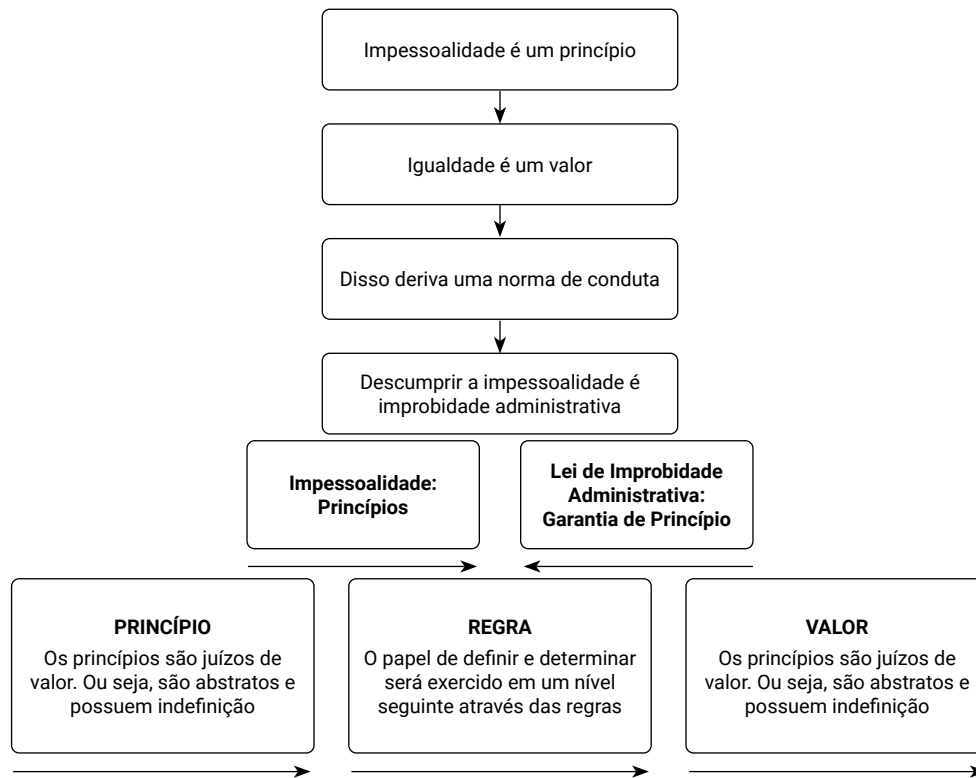 Impessoalidade é um princípio
Igualdade é um valor
Disso deriva uma norma de conduta
Descumprir a impessoalidade é
improbidade administrativa
Impessoalidade:
Princípios
Lei de Improbidade
Administrativa:
Garantia de Princípio
PRINCÍPIO
Os princípios são juízos de
valor. Ou seja, são abstratos e
possuem indefinição
REGRA
O papel de definir e determinar
será exercido em um nível
seguinte através das regras
VALOR
Os princípios são juízos de
valor. Ou seja, são abstratos e
possuem indefinição